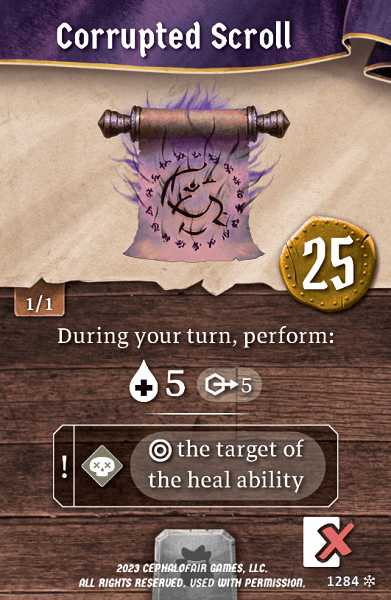 Corrupted Scroll
25
1/1
During your turn, perform:
5 5
! the target of
the heal ability
2023 CEPHALOFAIR GAMES, LLC.
ALL RIGHTS RESERVED. USED WITH PERMISSION.
1284